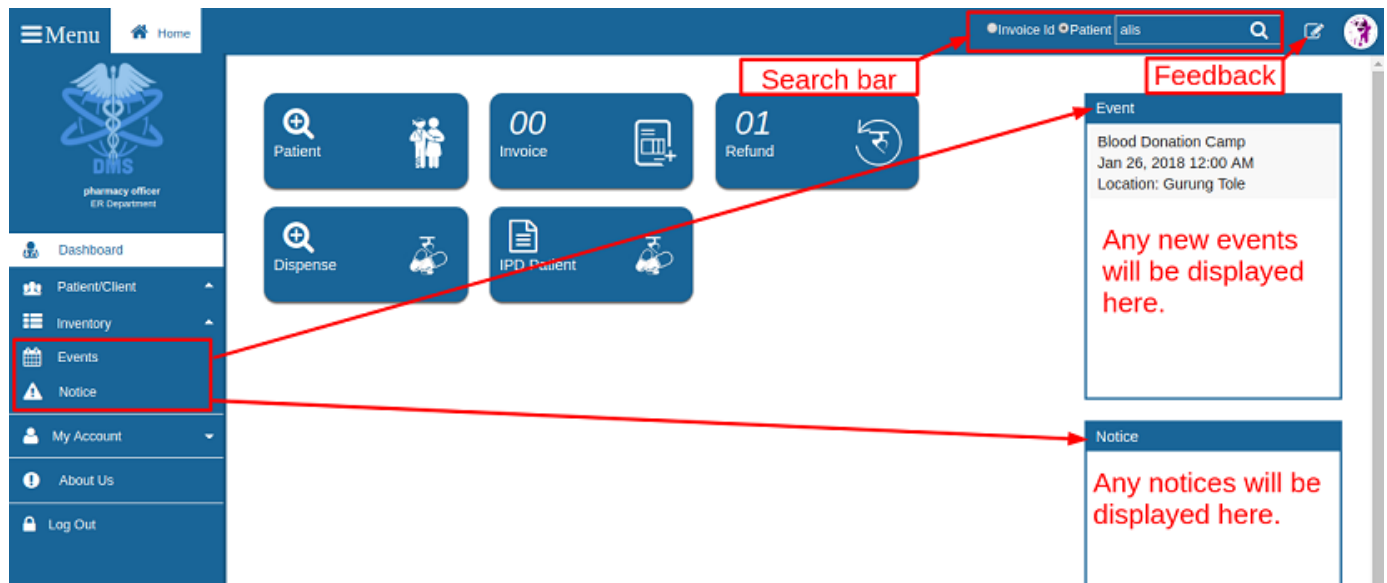 Menu
Home
Invoice Id Patient alis
Search bar
Feedback
DMS
pharmacy officer
ER Department
Dashboard
Patient/Client
Inventory
Events
Notice
My Account
About Us
Log Out
Patient
00
Invoice
01
Refund
रु
Dispense
IPD Patient
Event
Blood Donation Camp
Jan 26, 2018 12:00 AM
Location: Gurung Tole
Any new events
will be displayed
here.
Notice
Any notices will be
displayed here.